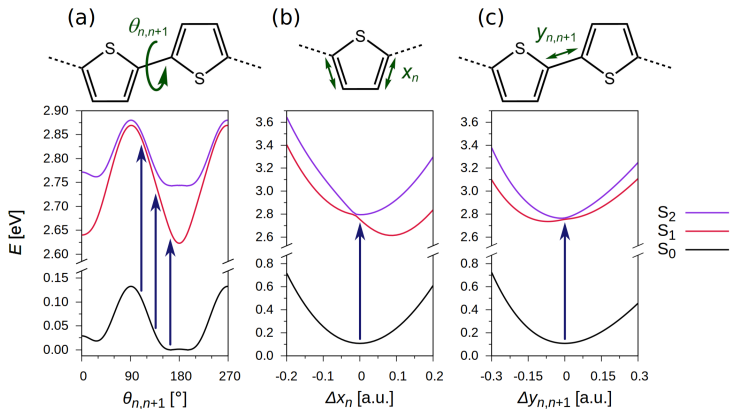 (a) (b) (c)
θn,n+1
xn
yn,n+1
S
S
S
S
S
E [eV]
2.90
2.85
2.80
2.75
2.70
2.65
2.60
0.15
0.10
0.05
0.00
0 90 180 270
θn,n+1 [°]
3.6
3.4
3.2
3.0
2.8
2.6
0.8
0.6
0.4
0.2
0.0
-0.2 -0.1 0 0.1 0.2
Δxn [a.u.]
3.6
3.4
3.2
3.0
2.8
2.6
0.8
0.6
0.4
0.2
0.0
-0.3 -0.15 0 0.15 0.3
Δyn,n+1 [a.u.]
S2
S1
S0